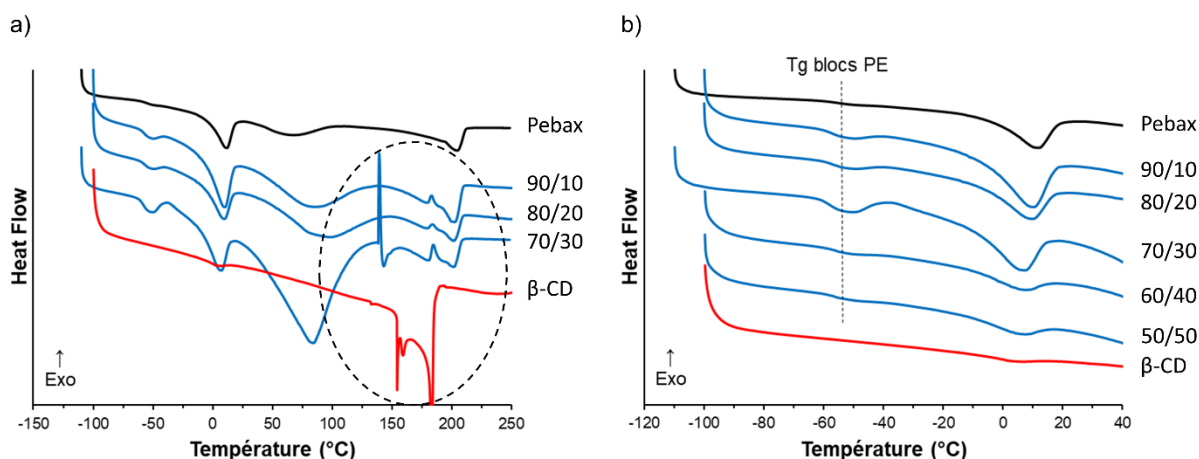 a)
Heat Flow
Pebax
90/10
80/20
70/30
β-CD
↑
Exo
-150 -100 -50 0 50 100 150 200 250
Température (°C)
b)
Heat Flow
Tg blocs PE
Pebax
90/10
80/20
70/30
60/40
50/50
β-CD
↑
Exo
-120 -100 -80 -60 -40 -20 0 20 40
Température (°C)